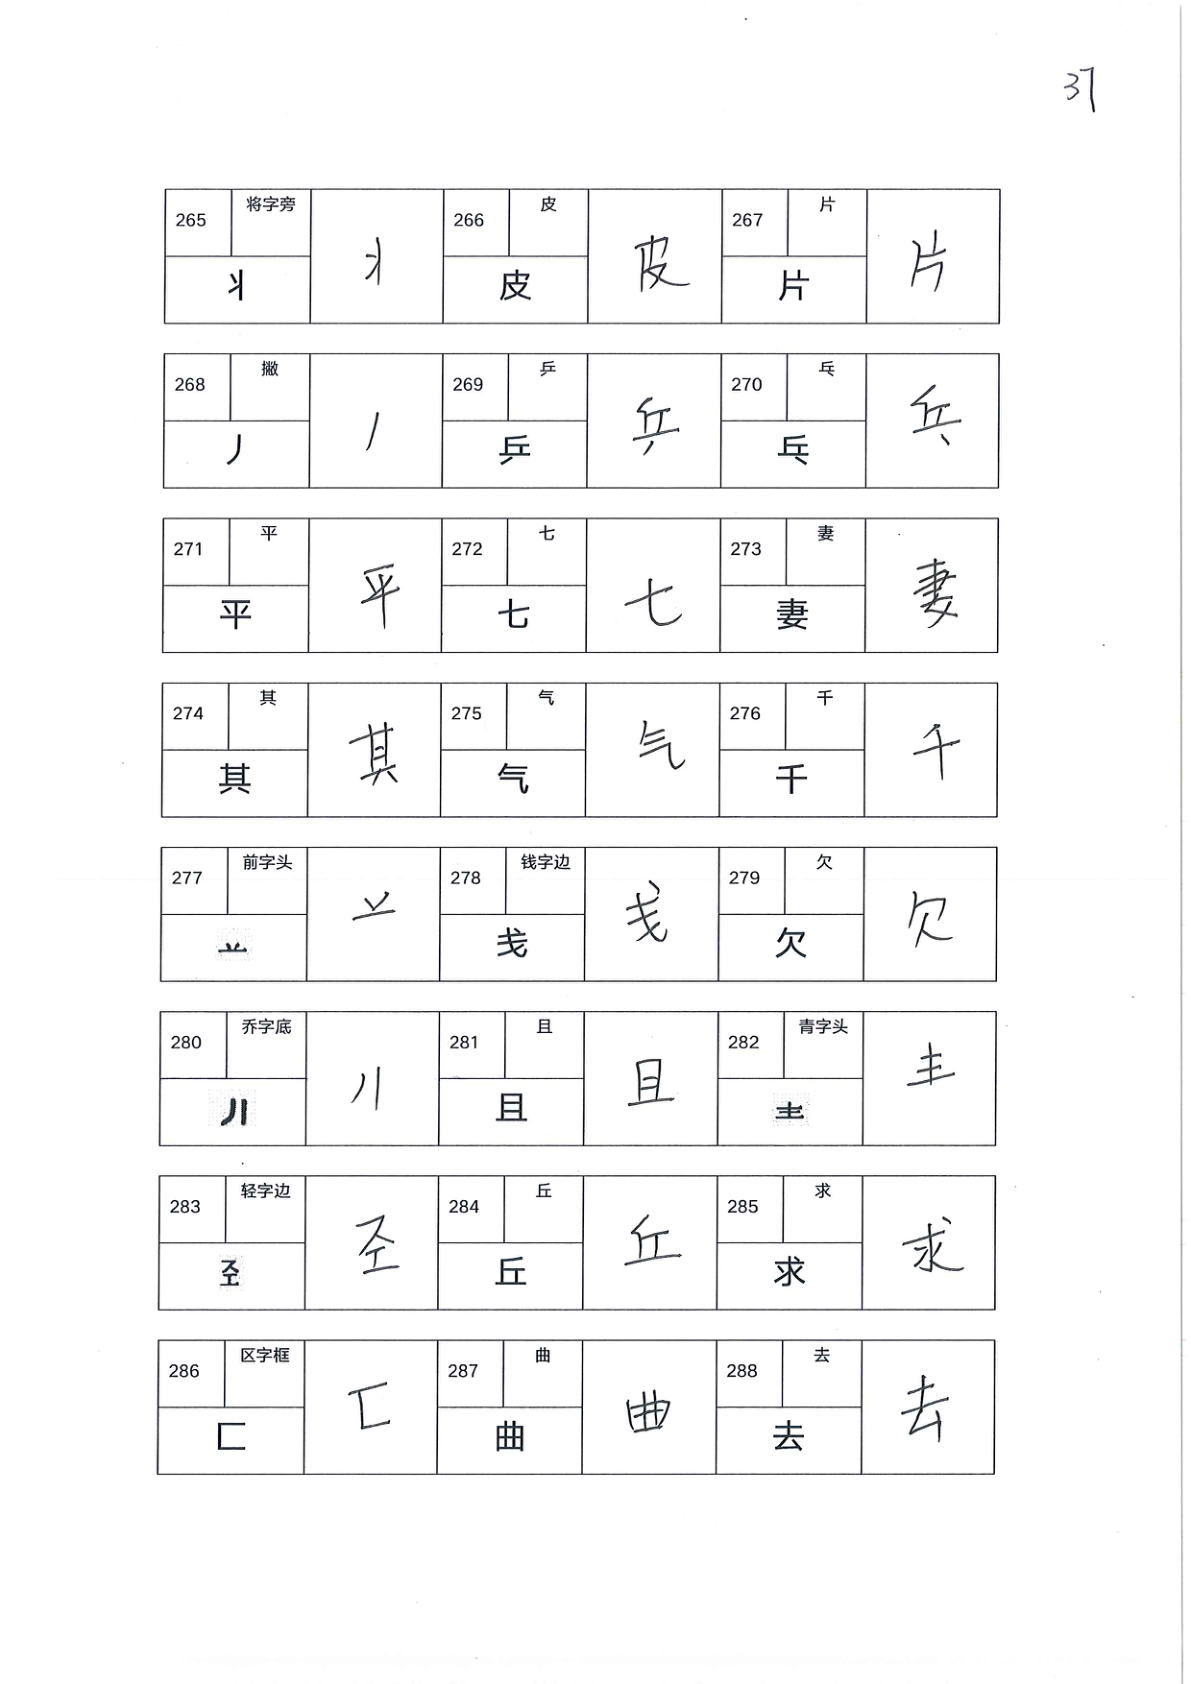 37
265 将字旁 丬 丬 266 皮 皮 皮 267 片 片 片
268 撇 丿 丿 269 乒 乒 乒 270 乓 乓 乓
271 平 平 平 272 七 七 七 273 妻 妻 妻
274 其 其 其 275 气 气 气 276 千 千 千
277 前字头 䒑 䒑 278 钱字边 戋 戋 279 欠 欠 欠
280 乔字底 〢 〢 281 且 且 且 282 青字头 龶 龶
283 轻字边 𢀖 𢀖 284 丘 丘 丘 285 求 求 求
286 区字框 匚 匚 287 曲 曲 曲 288 去 去 去